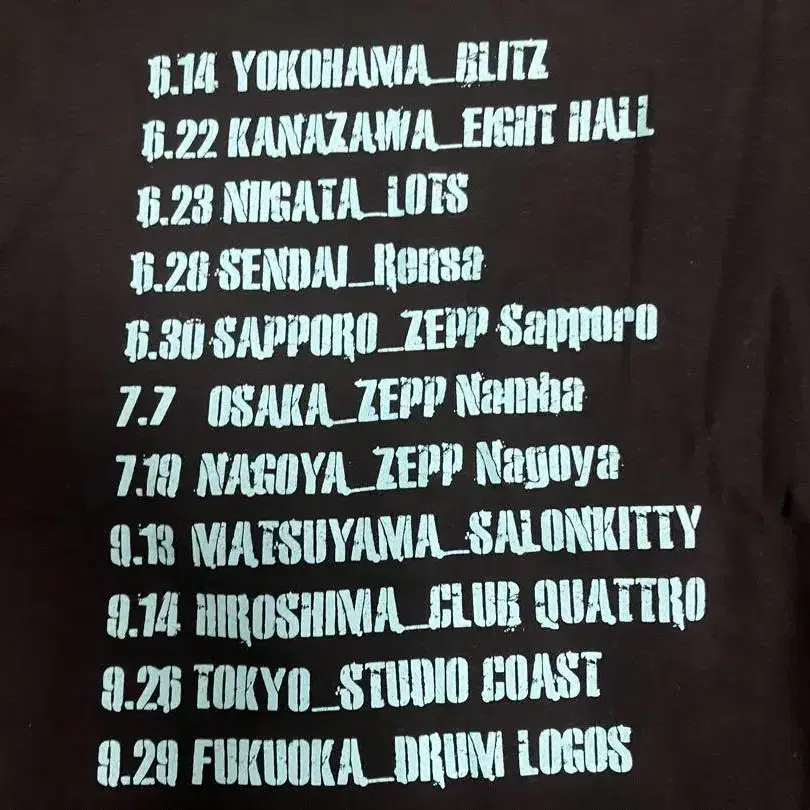 6.14 YOKOHAMA_BLITZ
6.22 KANAZAWA_EIGHT HALL
6.23 NIIGATA_LOTS
6.28 SENDAI_Rensa
6.30 SAPPORO_ZEPP Sapporo
7.7 OSAKA_ZEPP Namba
7.19 NAGOYA_ZEPP Nagoya
9.13 MATSUYAMA_SALONKITTY
9.14 HIROSHIMA_CLUB QUATTRO
9.26 TOKYO_STUDIO COAST
9.29 FUKUOKA_DRUM LOGOS